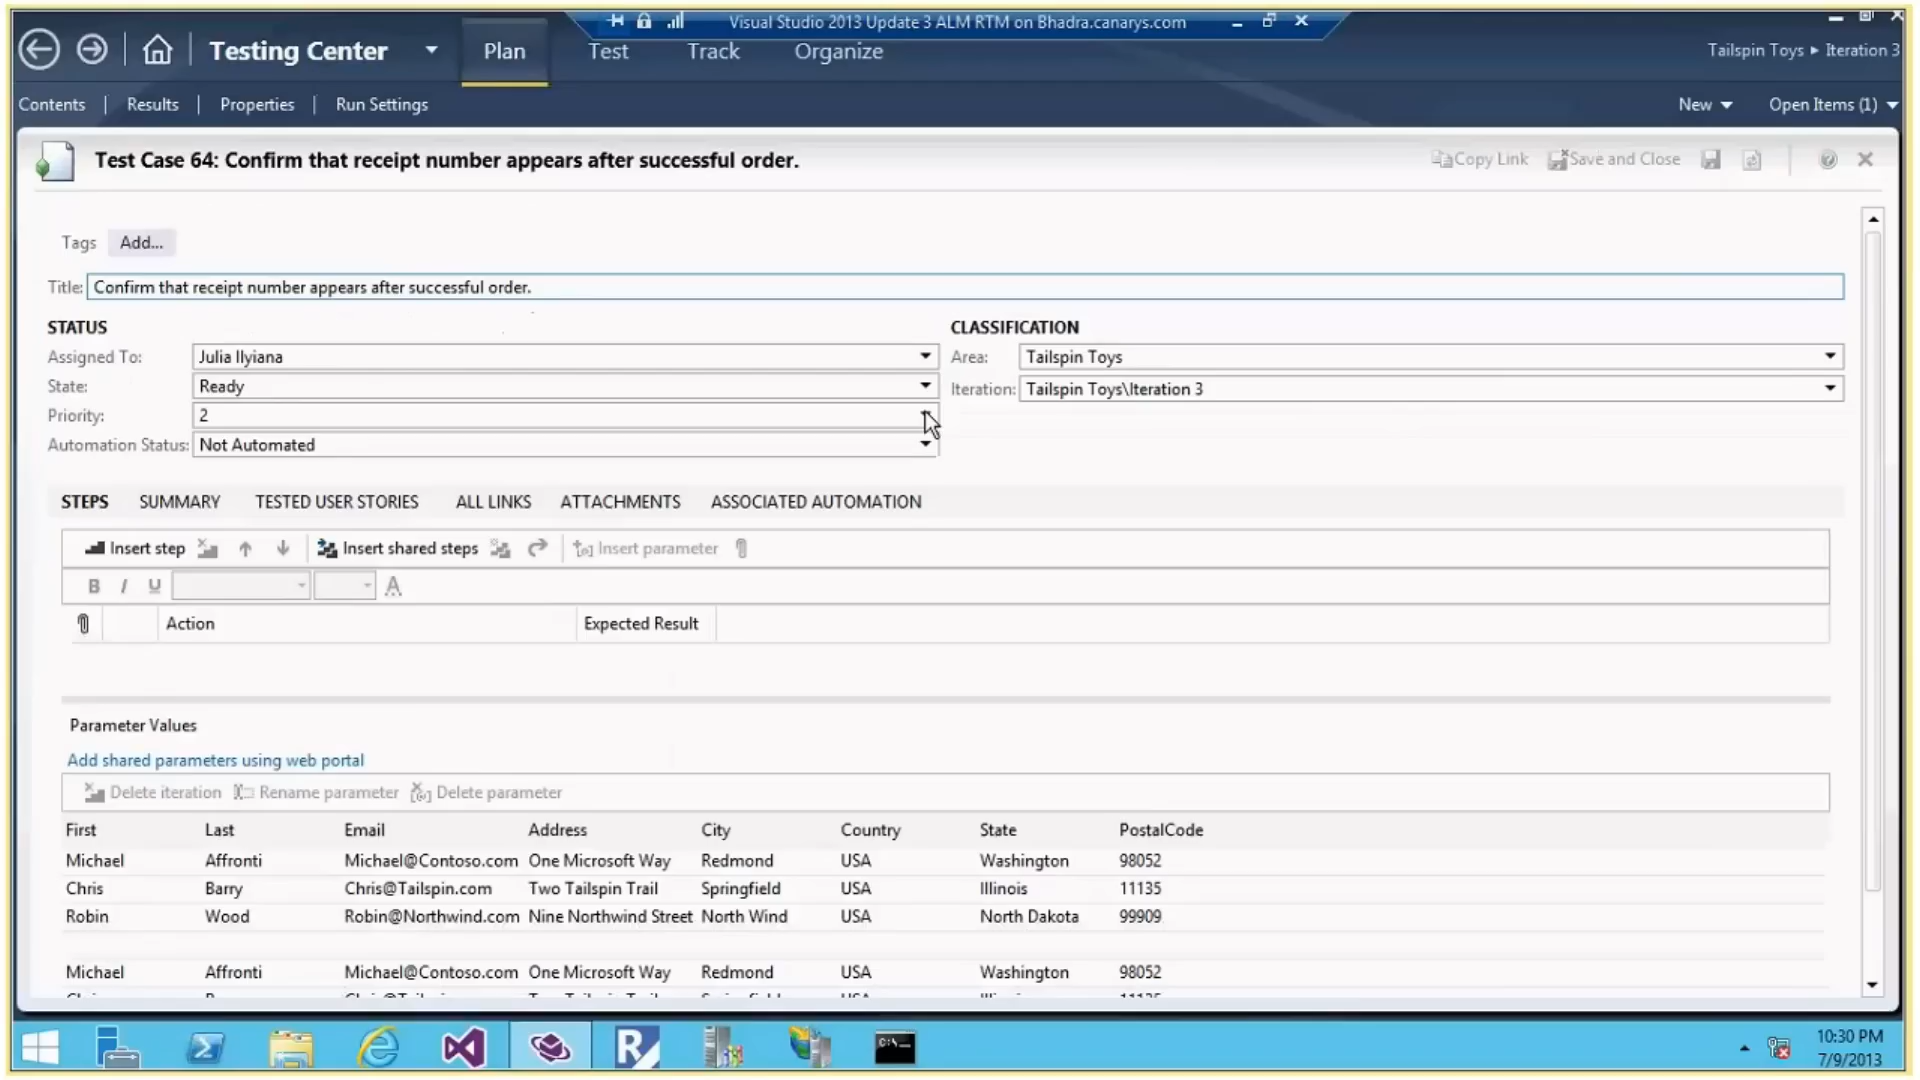 Visual Studio 2013 Update 3 ALM RTM on Bhadra.canarys.com
Testing Center Plan Test Track Organize
Tailspin Toys ▸ Iteration 3
Contents | Results | Properties | Run Settings
New Open Items (1)
Test Case 64: Confirm that receipt number appears after successful order.
Copy Link Save and Close
Tags Add...
Title: Confirm that receipt number appears after successful order.
STATUS
Assigned To: Julia Ilyiana
State: Ready
Priority: 2
Automation Status: Not Automated
CLASSIFICATION
Area: Tailspin Toys
Iteration: Tailspin Toys\Iteration 3
STEPS SUMMARY TESTED USER STORIES ALL LINKS ATTACHMENTS ASSOCIATED AUTOMATION
Insert step Insert shared steps Insert parameter
B I U A
Action Expected Result
Parameter Values
Add shared parameters using web portal
Delete iteration Rename parameter Delete parameter
First Last Email Address City Country State PostalCode
Michael Affronti Michael@Contoso.com One Microsoft Way Redmond USA Washington 98052
Chris Barry Chris@Tailspin.com Two Tailspin Trail Springfield USA Illinois 11135
Robin Wood Robin@Northwind.com Nine Northwind Street North Wind USA North Dakota 99909
Michael Affronti Michael@Contoso.com One Microsoft Way Redmond USA Washington 98052
10:30 PM
7/9/2013